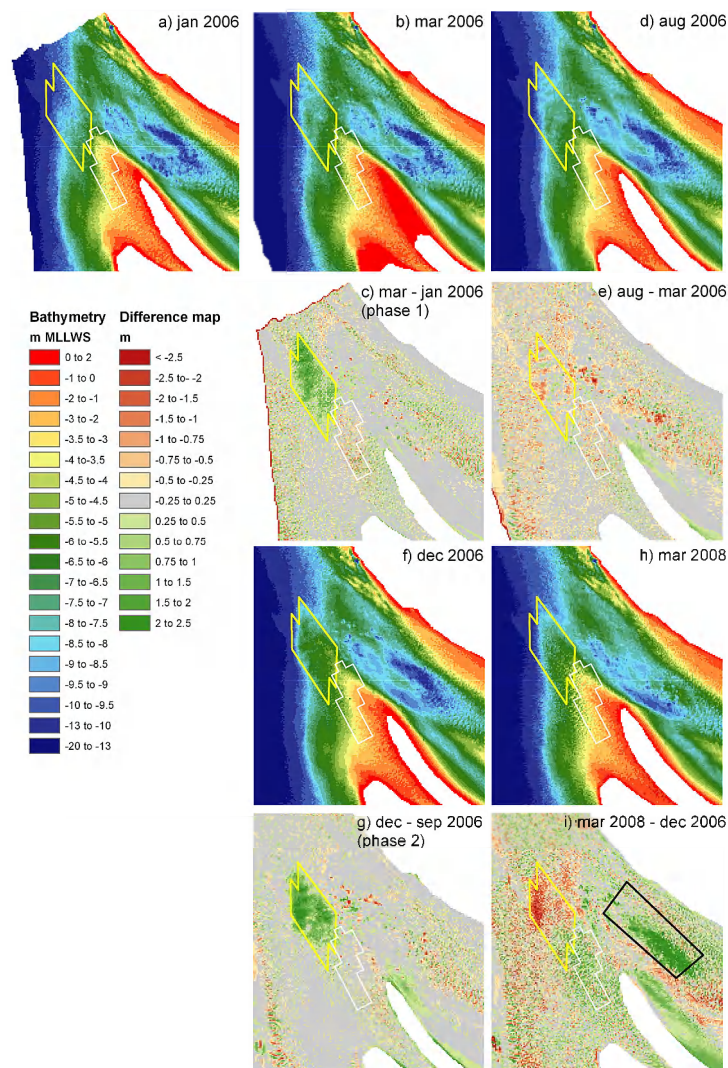 a) jan 2006
b) mar 2006
d) aug 2006
c) mar - jan 2006
(phase 1)
e) aug - mar 2006
Bathymetry
m MLLWS
0 to 2
-1 to 0
-2 to -1
-3 to -2
-3.5 to -3
-4 to-3.5
-4.5 to -4
-5 to -4.5
-5.5 to -5
-6 to -5.5
-6.5 to -6
-7 to -6.5
-7.5 to -7
-8 to -7.5
-8.5 to -8
-9 to -8.5
-9.5 to -9
-10 to -9.5
-13 to -10
-20 to -13
Difference map
m
< -2.5
-2.5 to- -2
-2 to -1.5
-1.5 to -1
-1 to -0.75
-0.75 to -0.5
-0.5 to -0.25
-0.25 to 0.25
0.25 to 0.5
0.5 to 0.75
0.75 to 1
1 to 1.5
1.5 to 2
2 to 2.5
f) dec 2006
h) mar 2008
g) dec - sep 2006
(phase 2)
i) mar 2008 - dec 2006